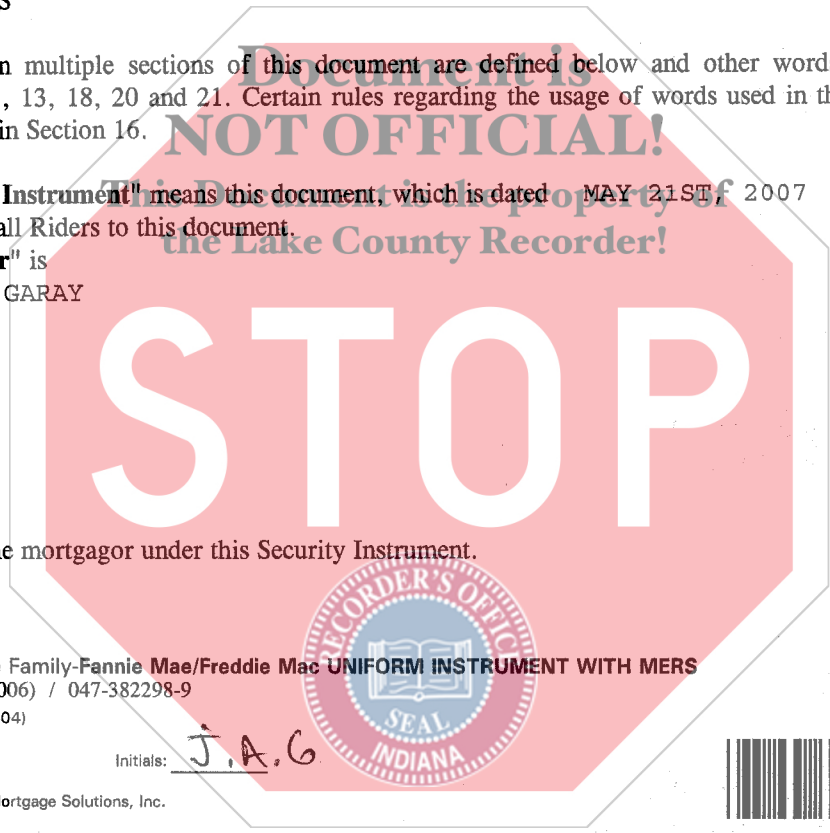 S
n multiple sections of this document are defined below and other word
, 13, 18, 20 and 21. Certain rules regarding the usage of words used in th
in Section 16.
Instrument" means this document, which is dated MAY 21ST, 2007
all Riders to this document.
r" is
GARAY
e mortgagor under this Security Instrument.
Family-Fannie Mae/Freddie Mac UNIFORM INSTRUMENT WITH MERS
006) / 047-382298-9
04)
Initials: J.A.G
ortgage Solutions, Inc.
Document is
NOT OFFICIAL!
This Document is the property of
the Lake County Recorder!
STOP
RECORDER'S OFFICE
SEAL
INDIANA